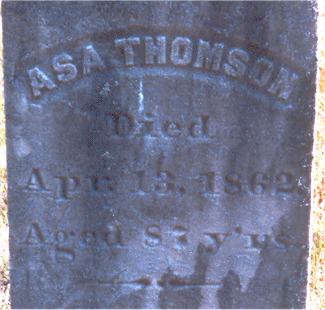 ASA THOMSON
Died
Apr. 13, 1862
Aged 87 y'rs.